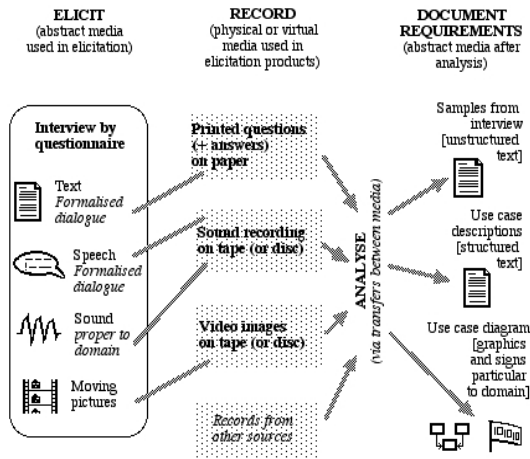 ELICIT
(abstract media
used in elicitation)
RECORD
(physical or virtual
media used in
elicitation products)
DOCUMENT
REQUIREMENTS
(abstract media after
analysis)
Interview by
questionnaire
Text
Formalised
dialogue
Speech
Formalised
dialogue
Sound
proper to
domain
Moving
pictures
Printed questions
(+ answers)
on paper
Sound recording
on tape (or disc)
Video images
on tape (or disc)
Records from
other sources
ANALYSE
(via transfers between media)
Samples from
interview
[unstructured
text]
Use case
descriptions
[structured
text]
Use case diagram
[graphics
and signs
particular
to domain]